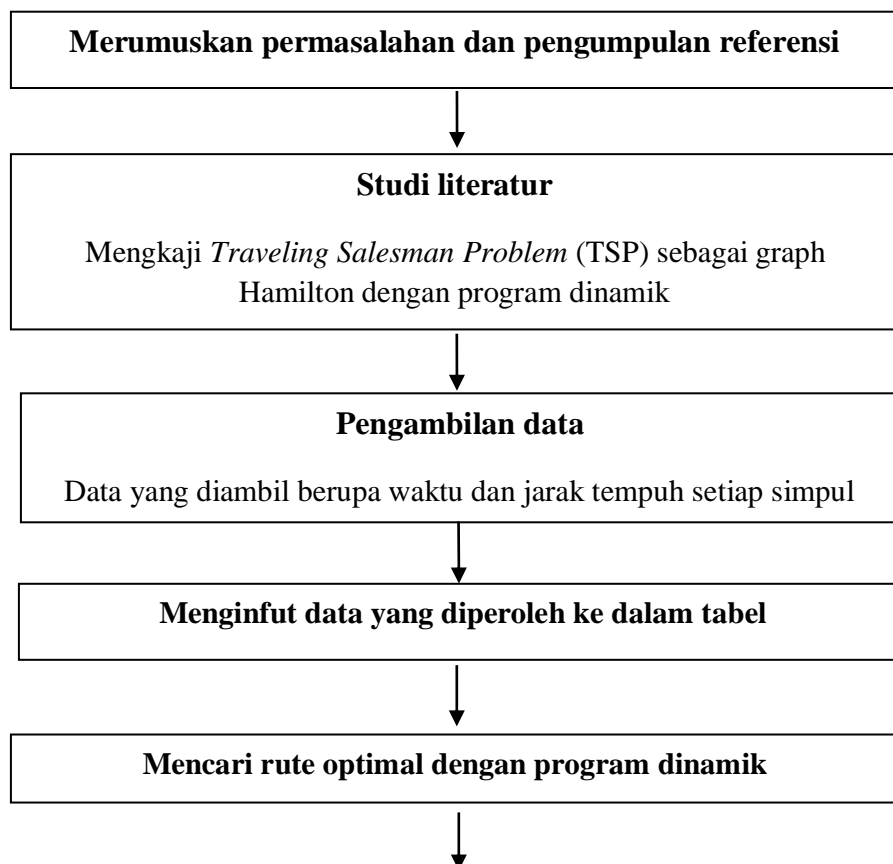 Merumuskan permasalahan dan pengumpulan referensi
Studi literatur
Mengkaji Traveling Salesman Problem (TSP) sebagai graph
Hamilton dengan program dinamik
Pengambilan data
Data yang diambil berupa waktu dan jarak tempuh setiap simpul
Menginfut data yang diperoleh ke dalam tabel
Mencari rute optimal dengan program dinamik